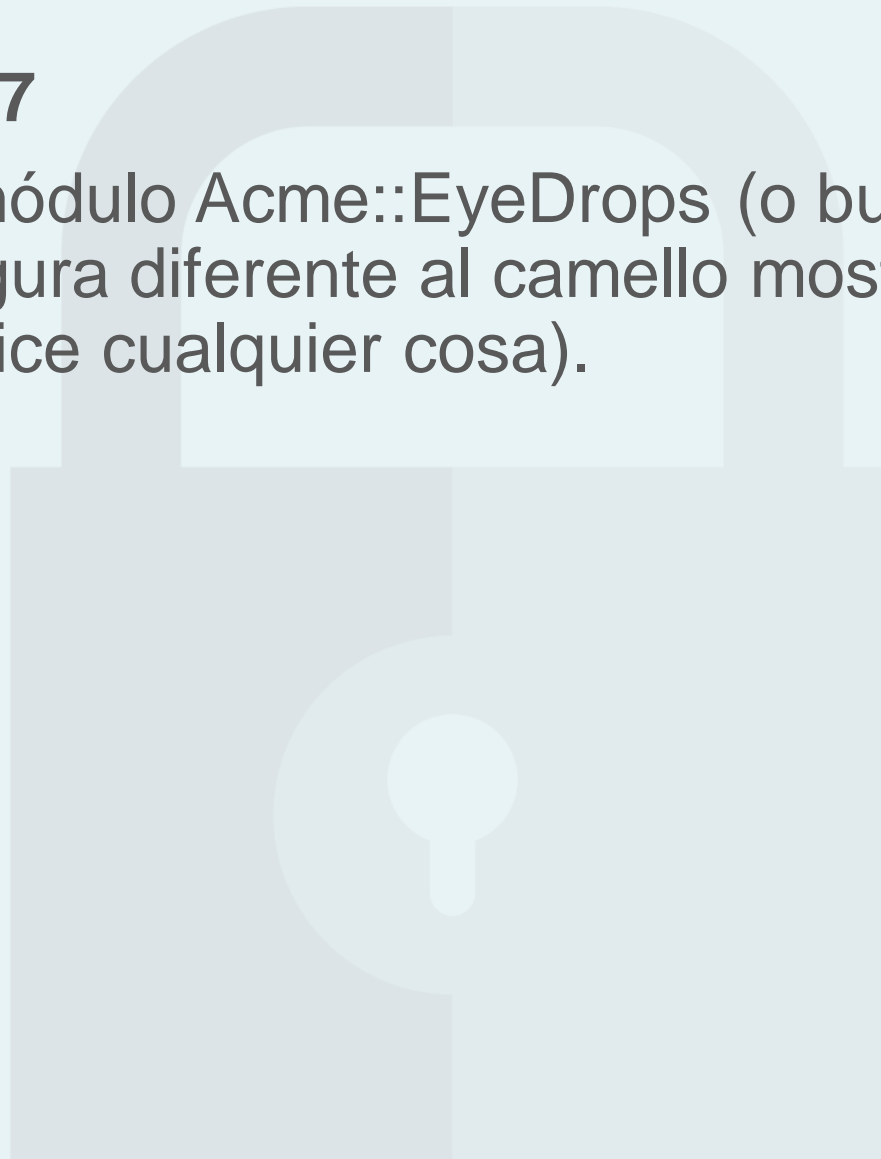 7
ódulo Acme::EyeDrops (o bu
gura diferente al camello mos
ice cualquier cosa).